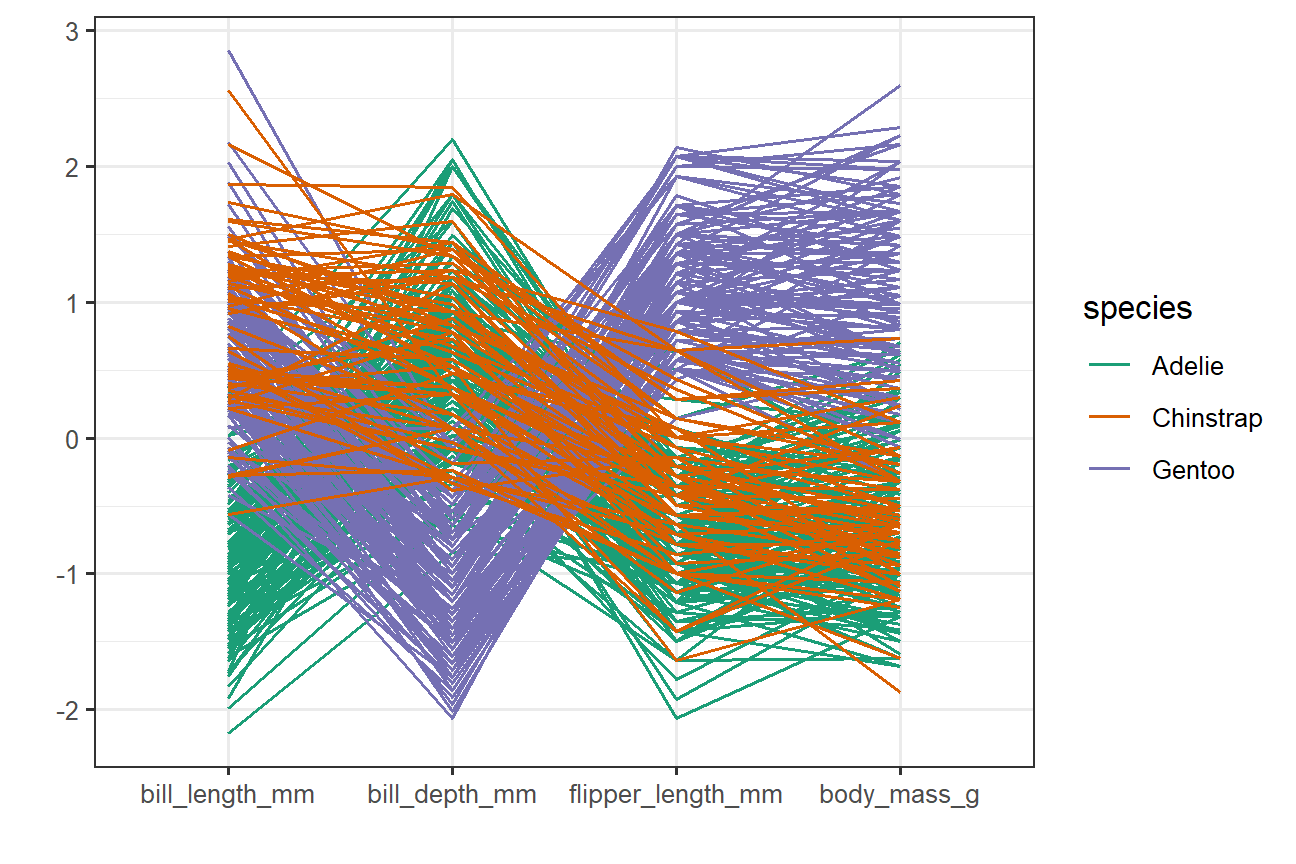 3
2
1
0
-1
-2
bill_length_mm bill_depth_mm flipper_length_mm body_mass_g
species
Adelie
Chinstrap
Gentoo